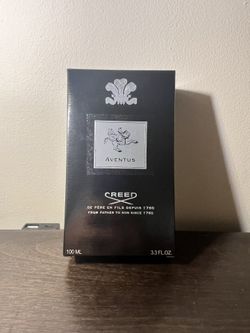 AVENTUS
CREED
DE PÈRE EN FILS DEPUIS 1760
FROM FATHER TO SON SINCE 1760
100 ML 3.3 FL.OZ.